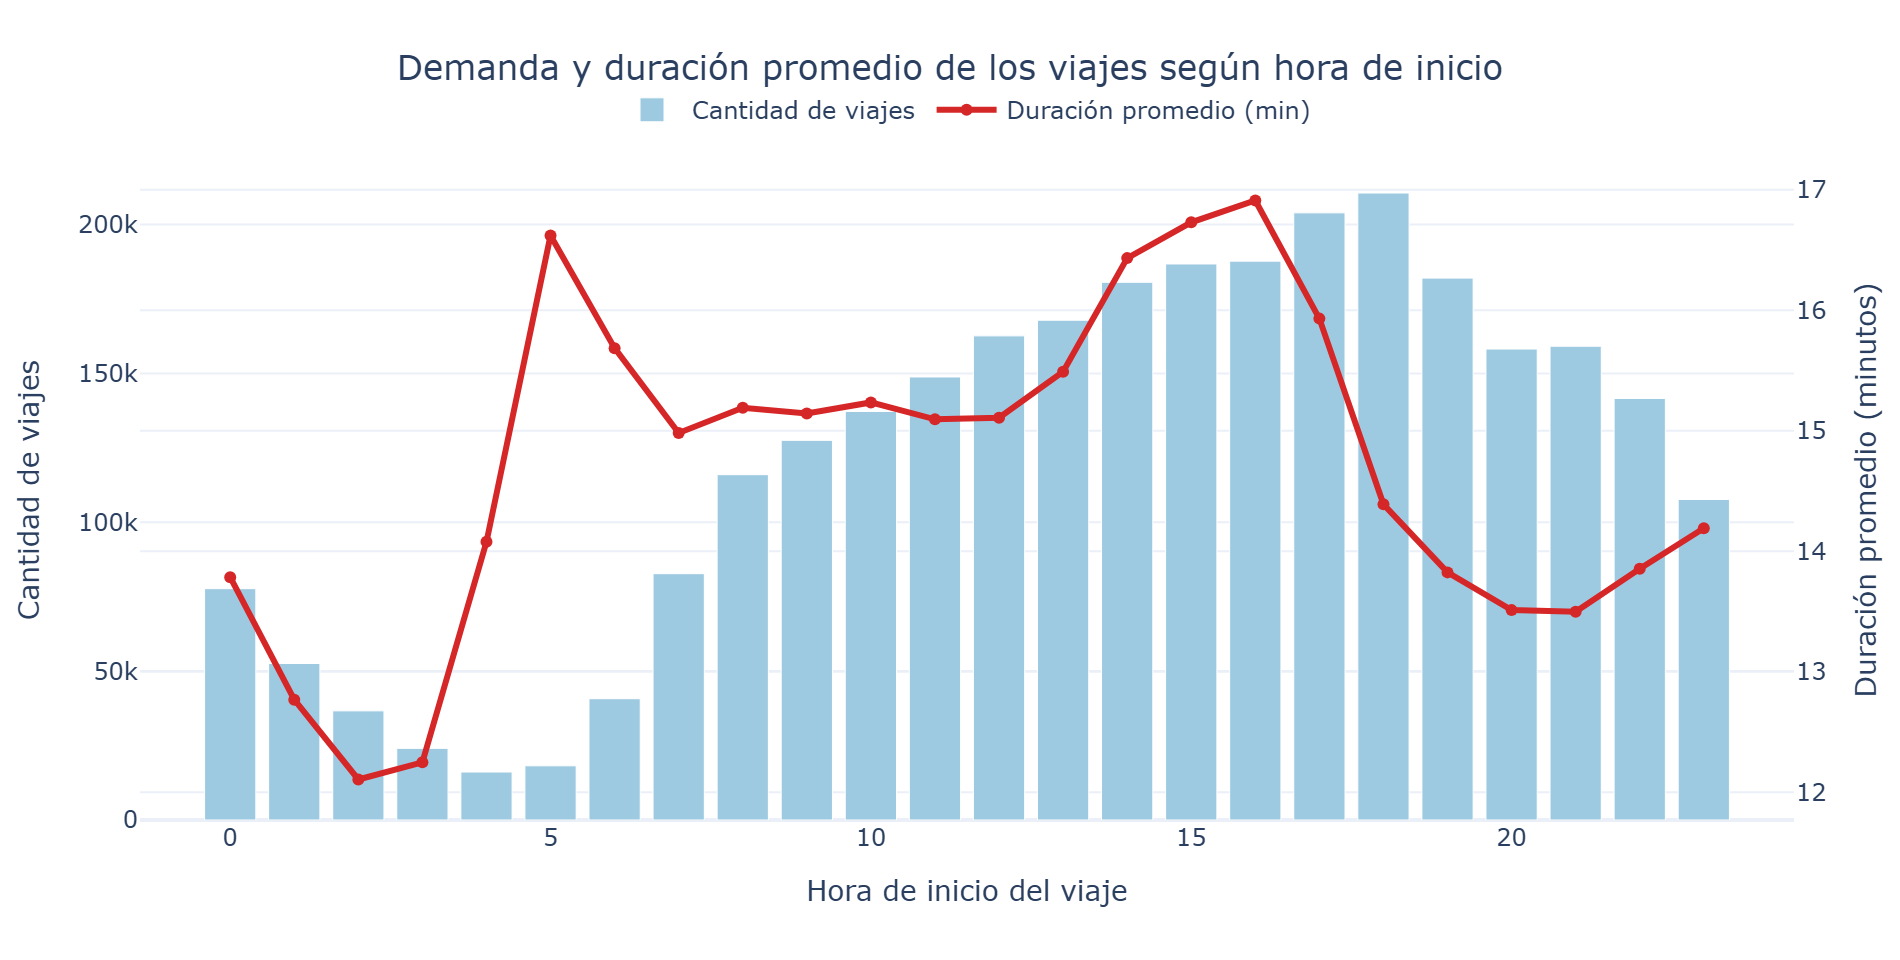 Demanda y duración promedio de los viajes según hora de inicio
Cantidad de viajes
Duración promedio (min)
Cantidad de viajes
200k
150k
100k
50k
0
17
16
15
14
13
12
Duración promedio (minutos)
0
5
10
15
20
Hora de inicio del viaje